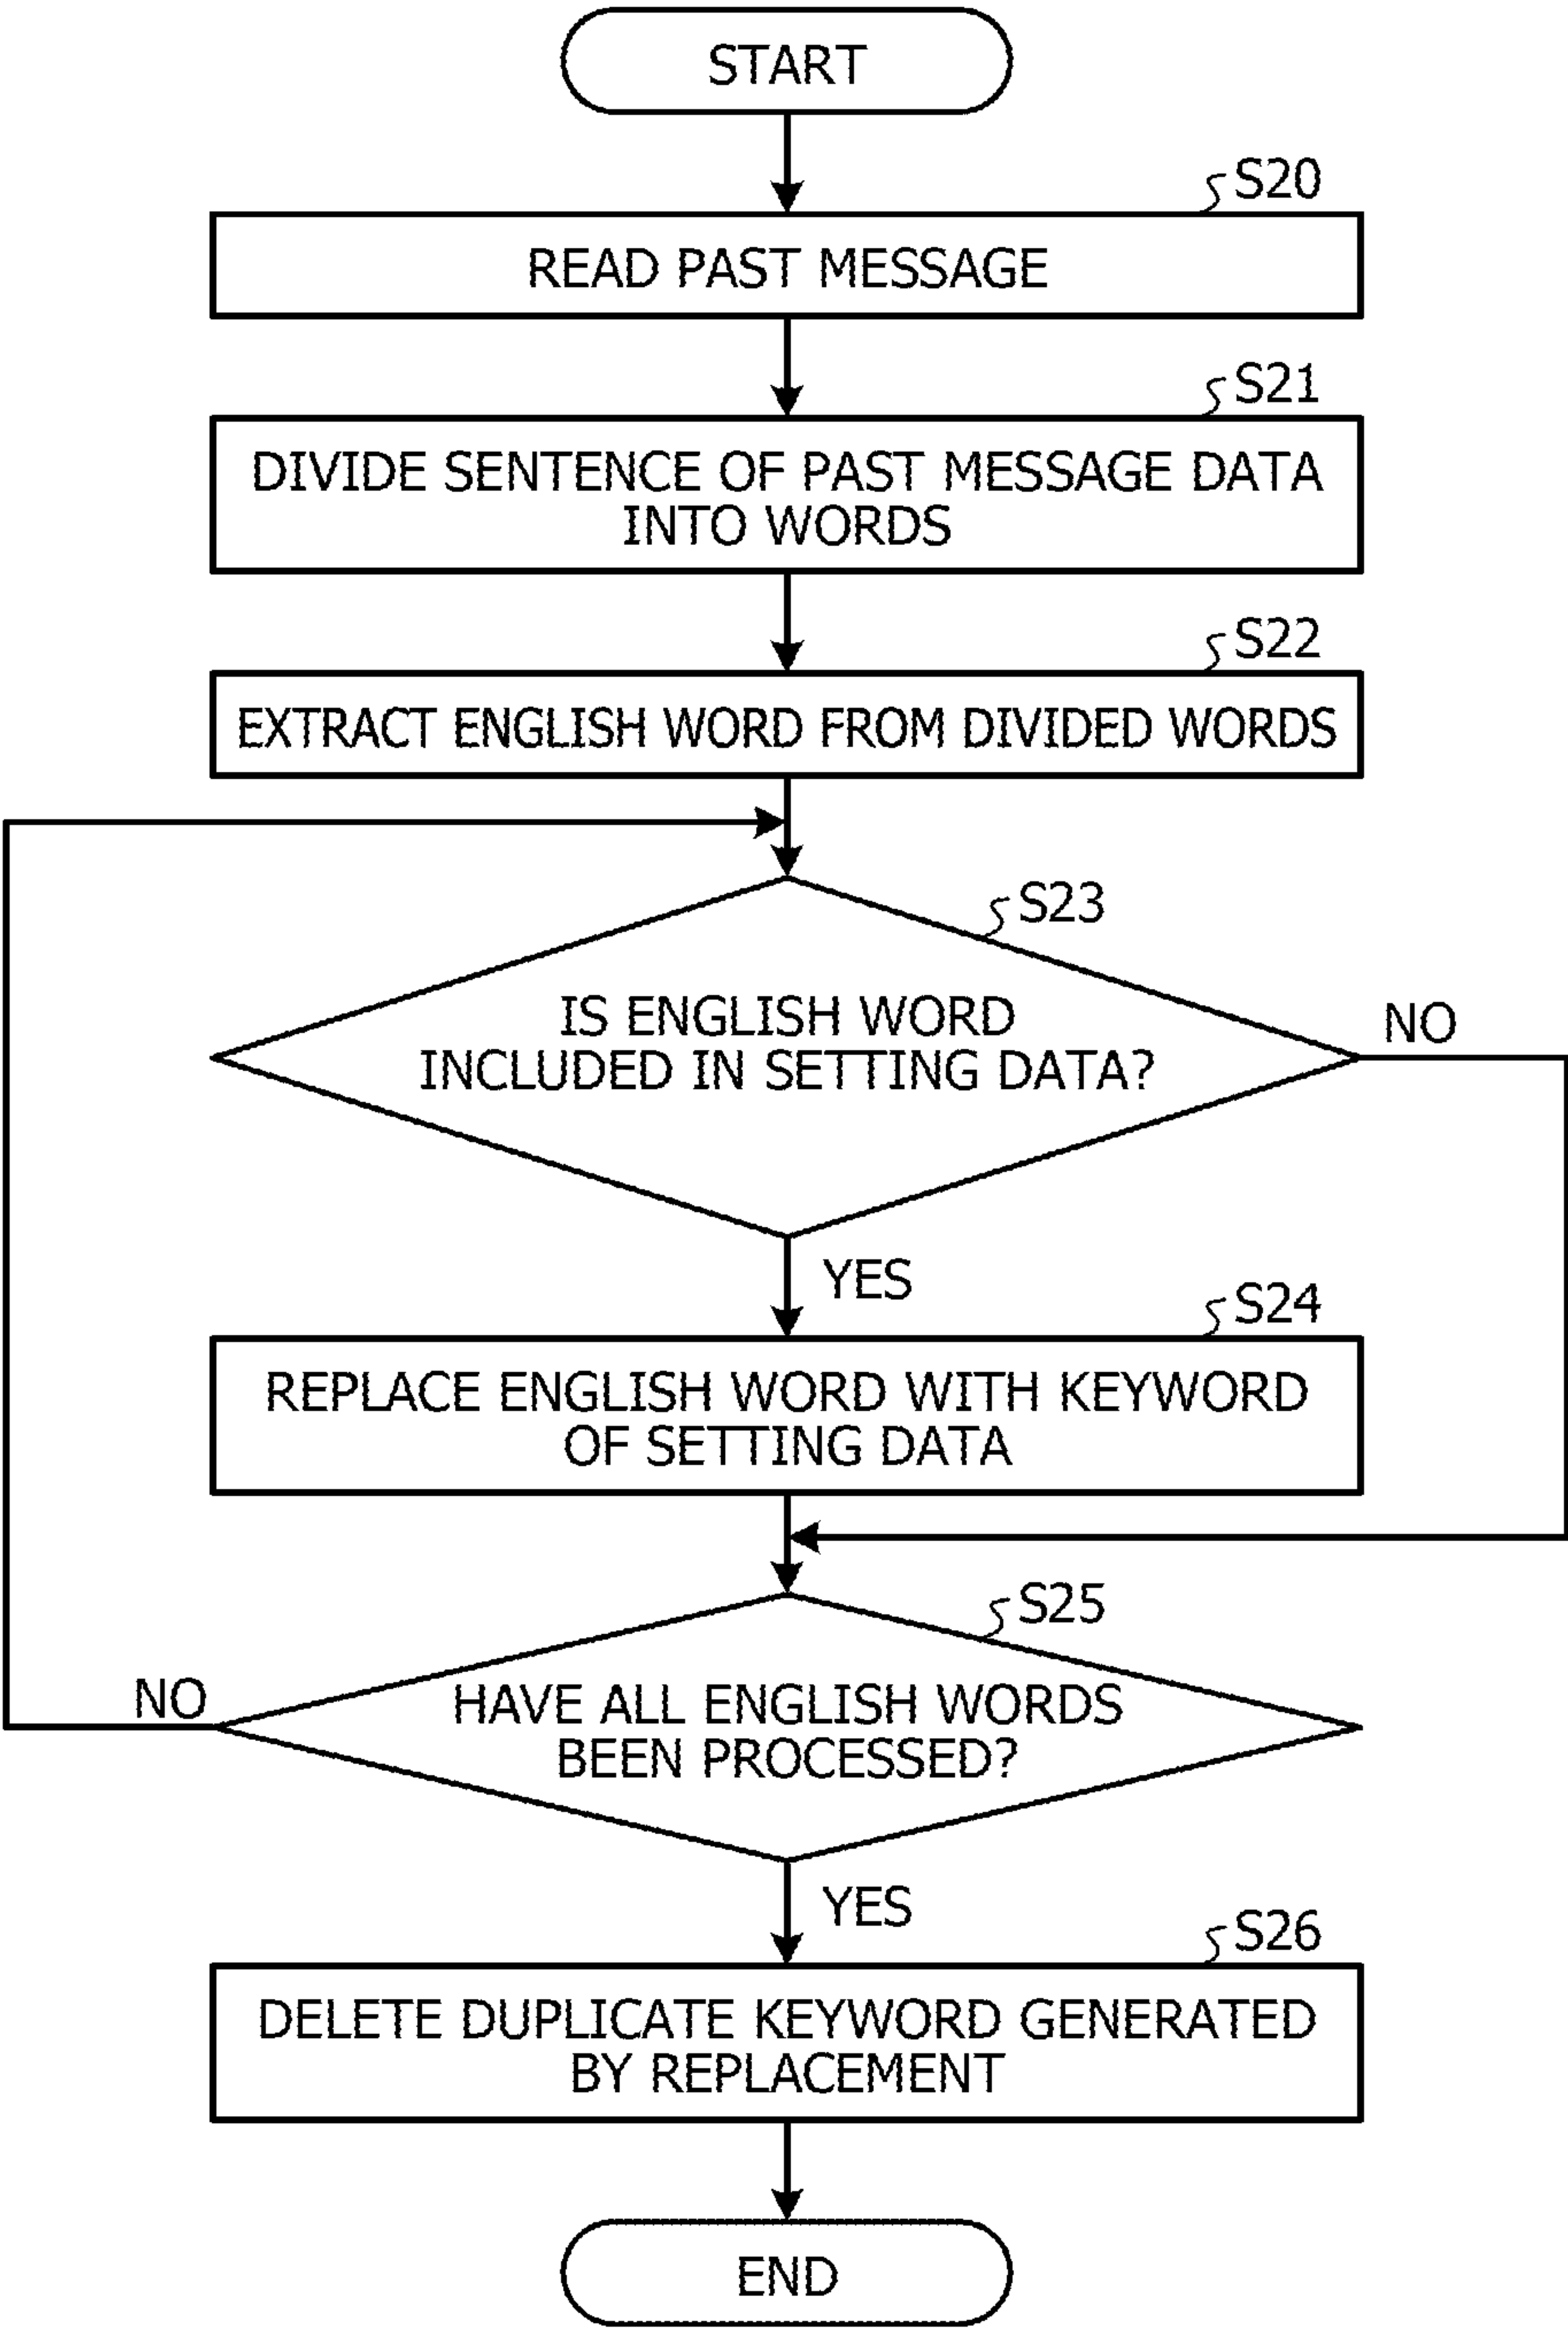 START
S20
READ PAST MESSAGE
S21
DIVIDE SENTENCE OF PAST MESSAGE DATA
INTO WORDS
S22
EXTRACT ENGLISH WORD FROM DIVIDED WORDS
S23
IS ENGLISH WORD
INCLUDED IN SETTING DATA?
NO
YES
S24
REPLACE ENGLISH WORD WITH KEYWORD
OF SETTING DATA
S25
NO
HAVE ALL ENGLISH WORDS
BEEN PROCESSED?
YES
S26
DELETE DUPLICATE KEYWORD GENERATED
BY REPLACEMENT
END